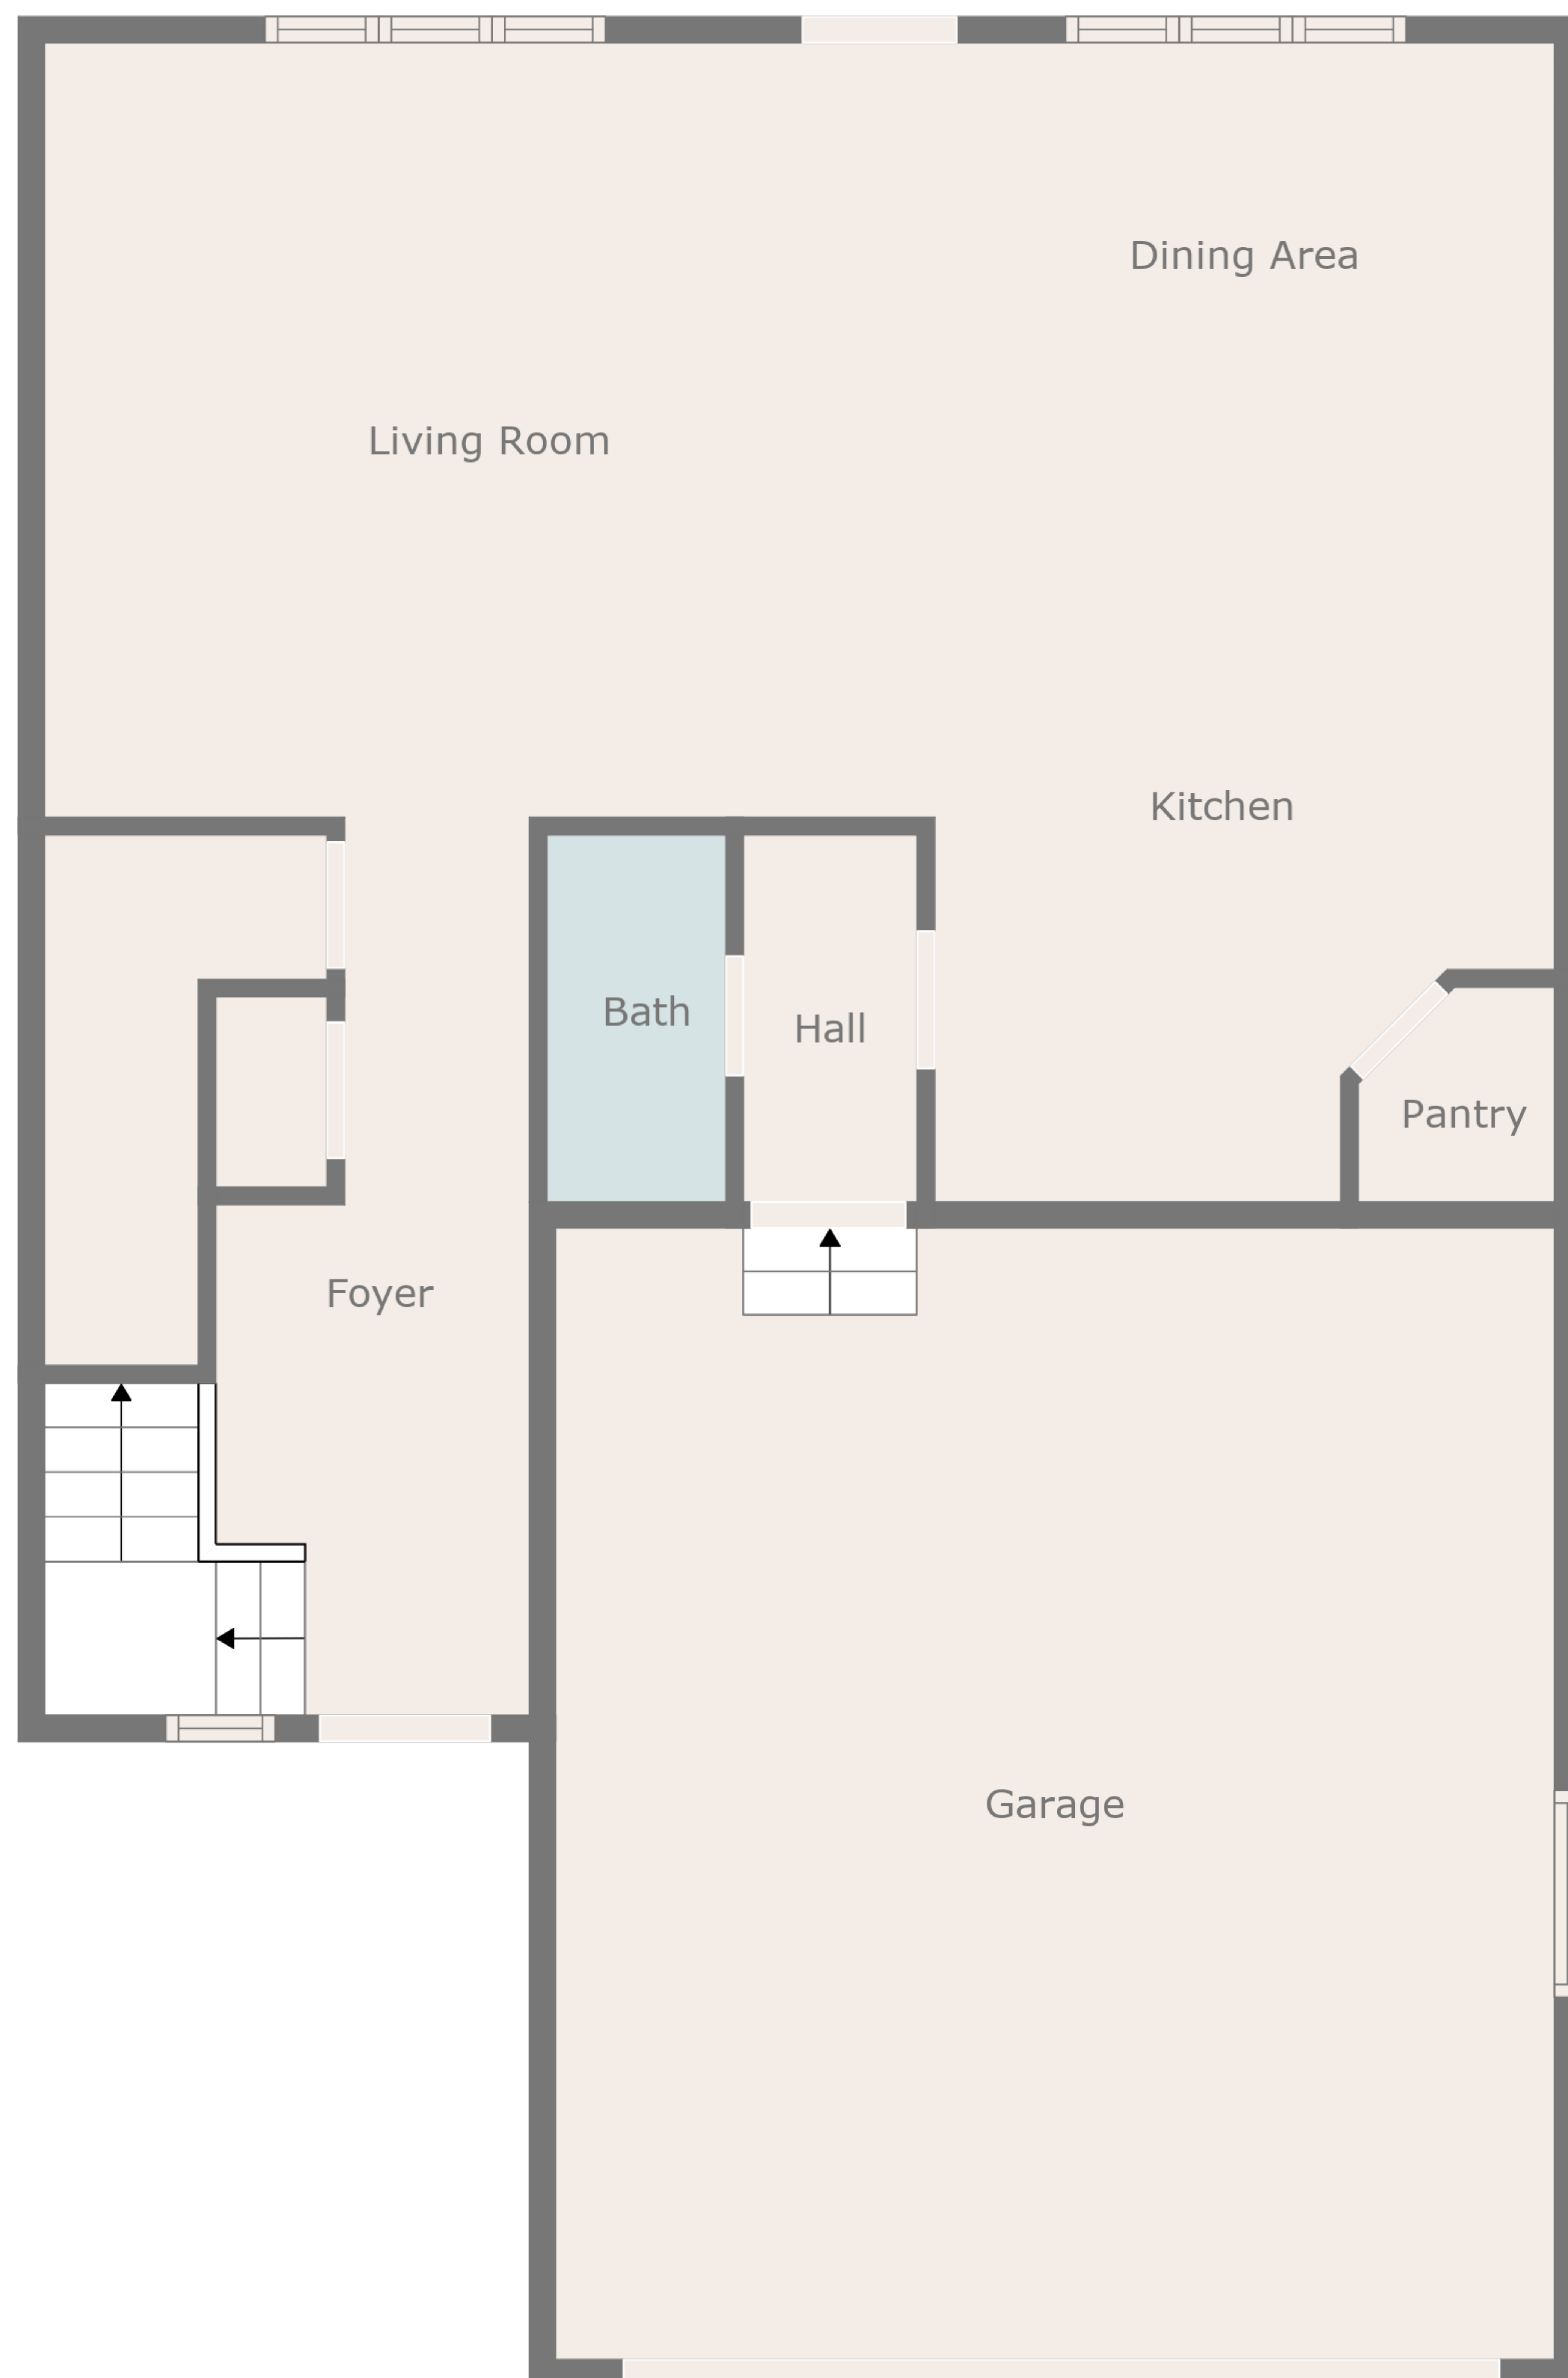 Dining Area
Living Room
Kitchen
Bath
Hall
Pantry
Foyer
Garage